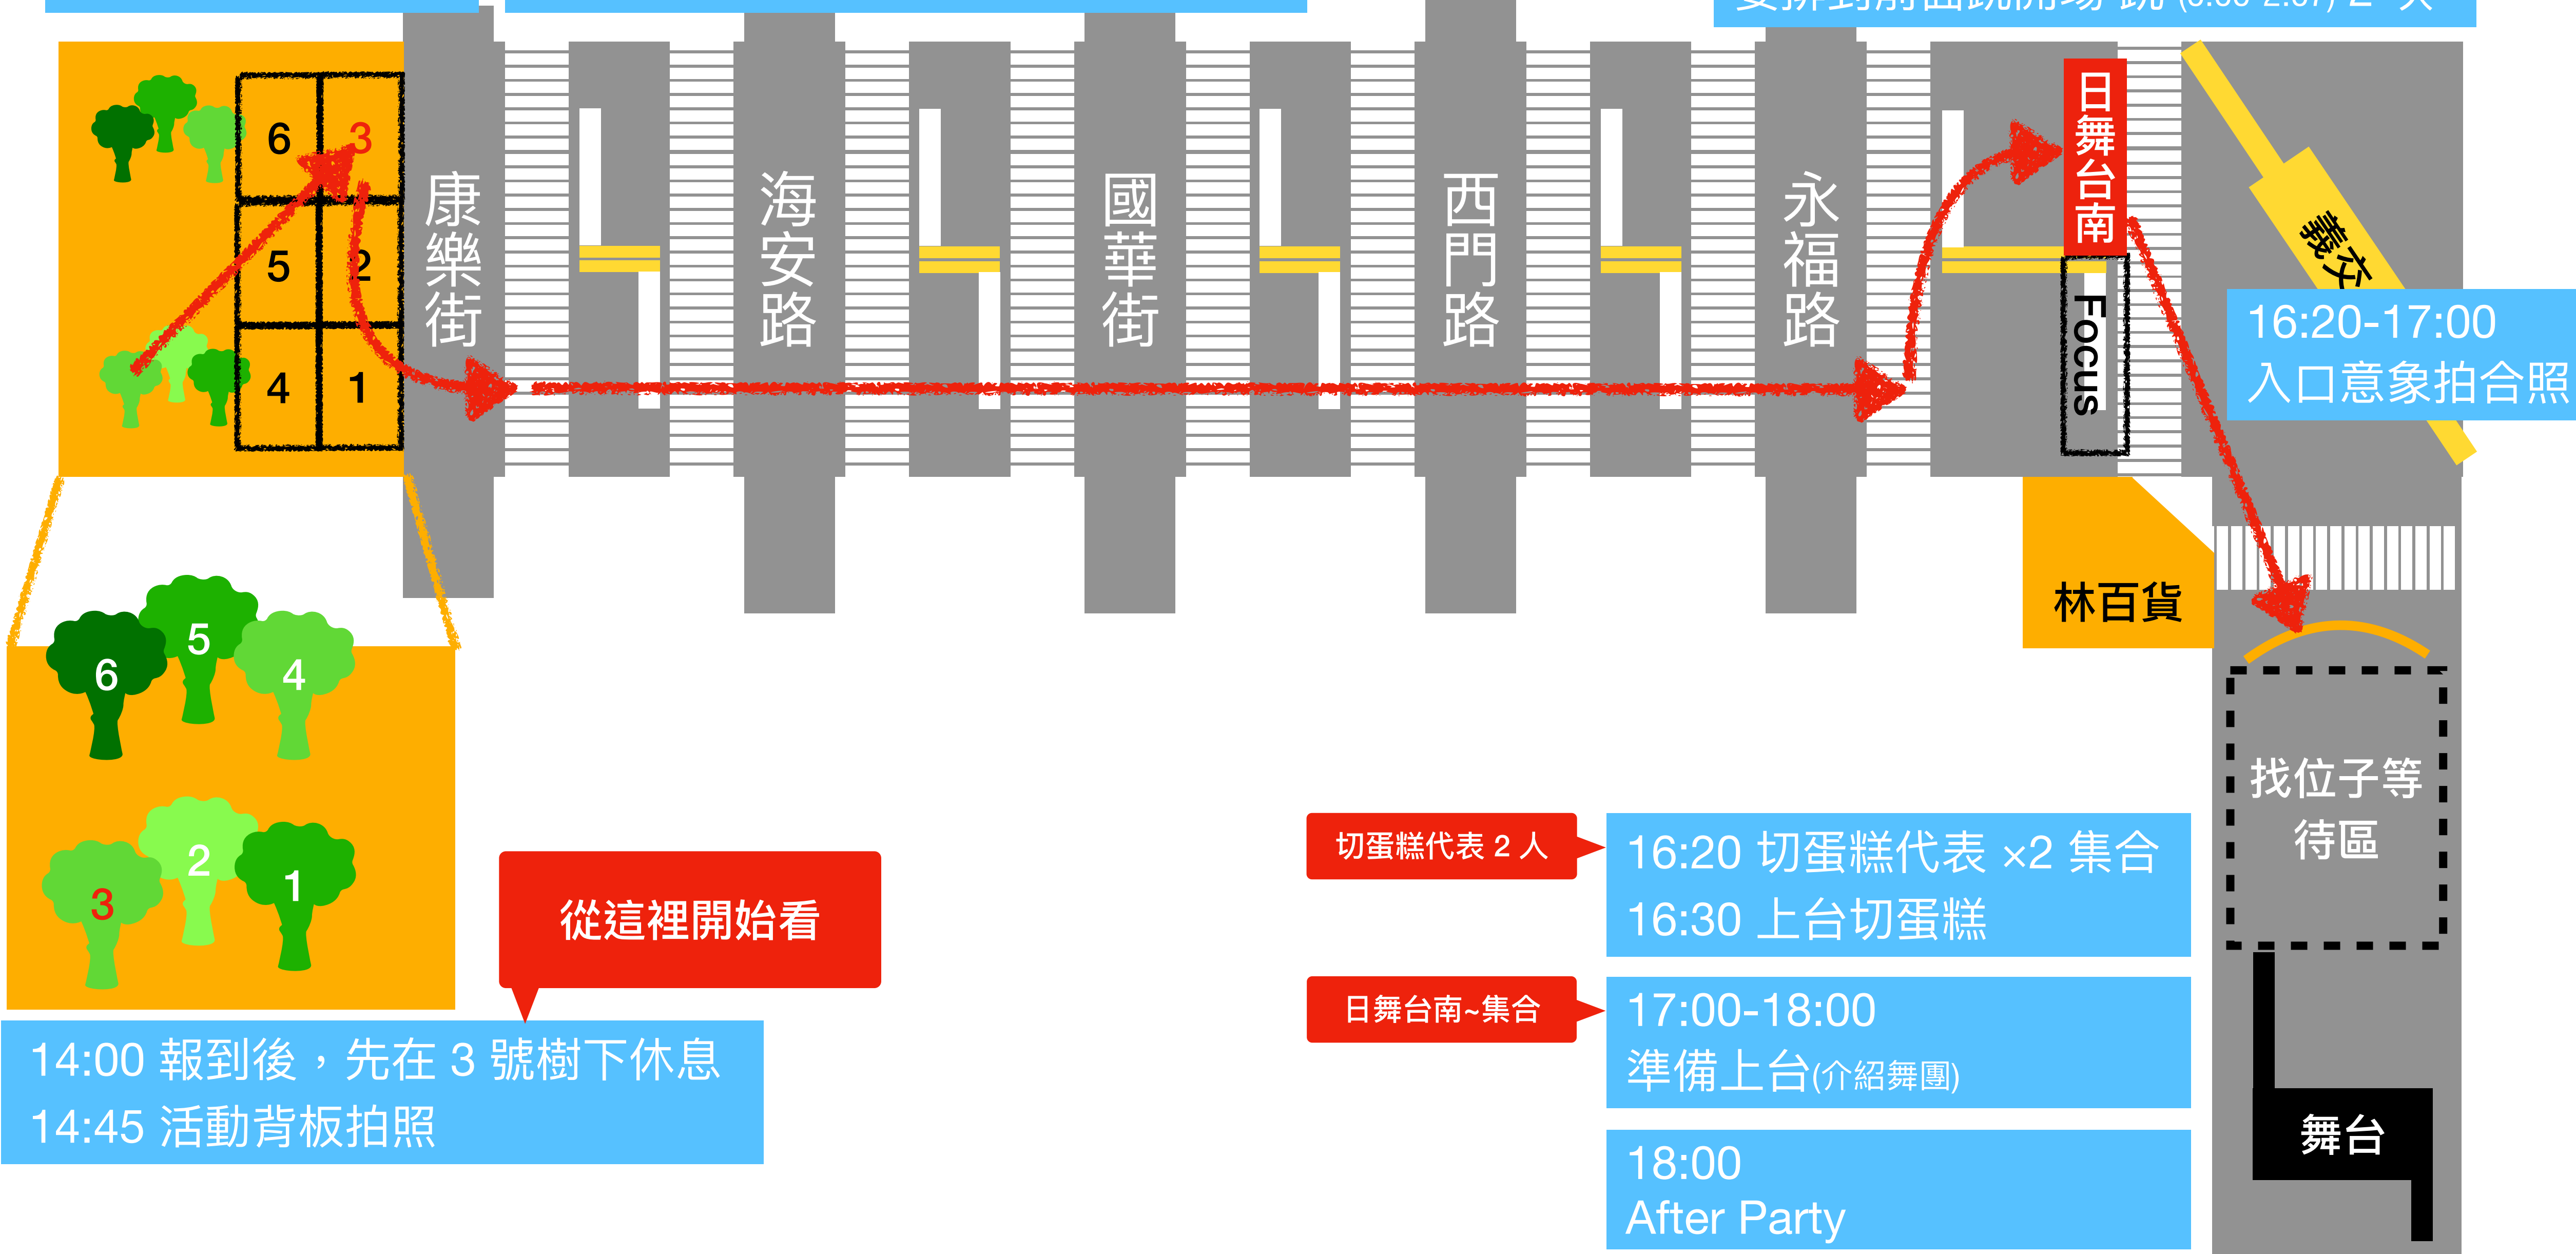 6
3
5
2
4
1
康樂街
海安路
國華街
西門路
永福路
日舞台南
Focus
義交
16:20-17:00
入口意象拍合照
林百貨
5
6
4
2
1
3
從這裡開始看
14:00 報到後，先在 3 號樹下休息
14:45 活動背板拍照
切蛋糕代表 2 人
16:20 切蛋糕代表 ×2 集合
16:30 上台切蛋糕
日舞台南~集合
17:00-18:00
準備上台(介紹舞團)
18:00
After Party
找位子等
待區
舞台